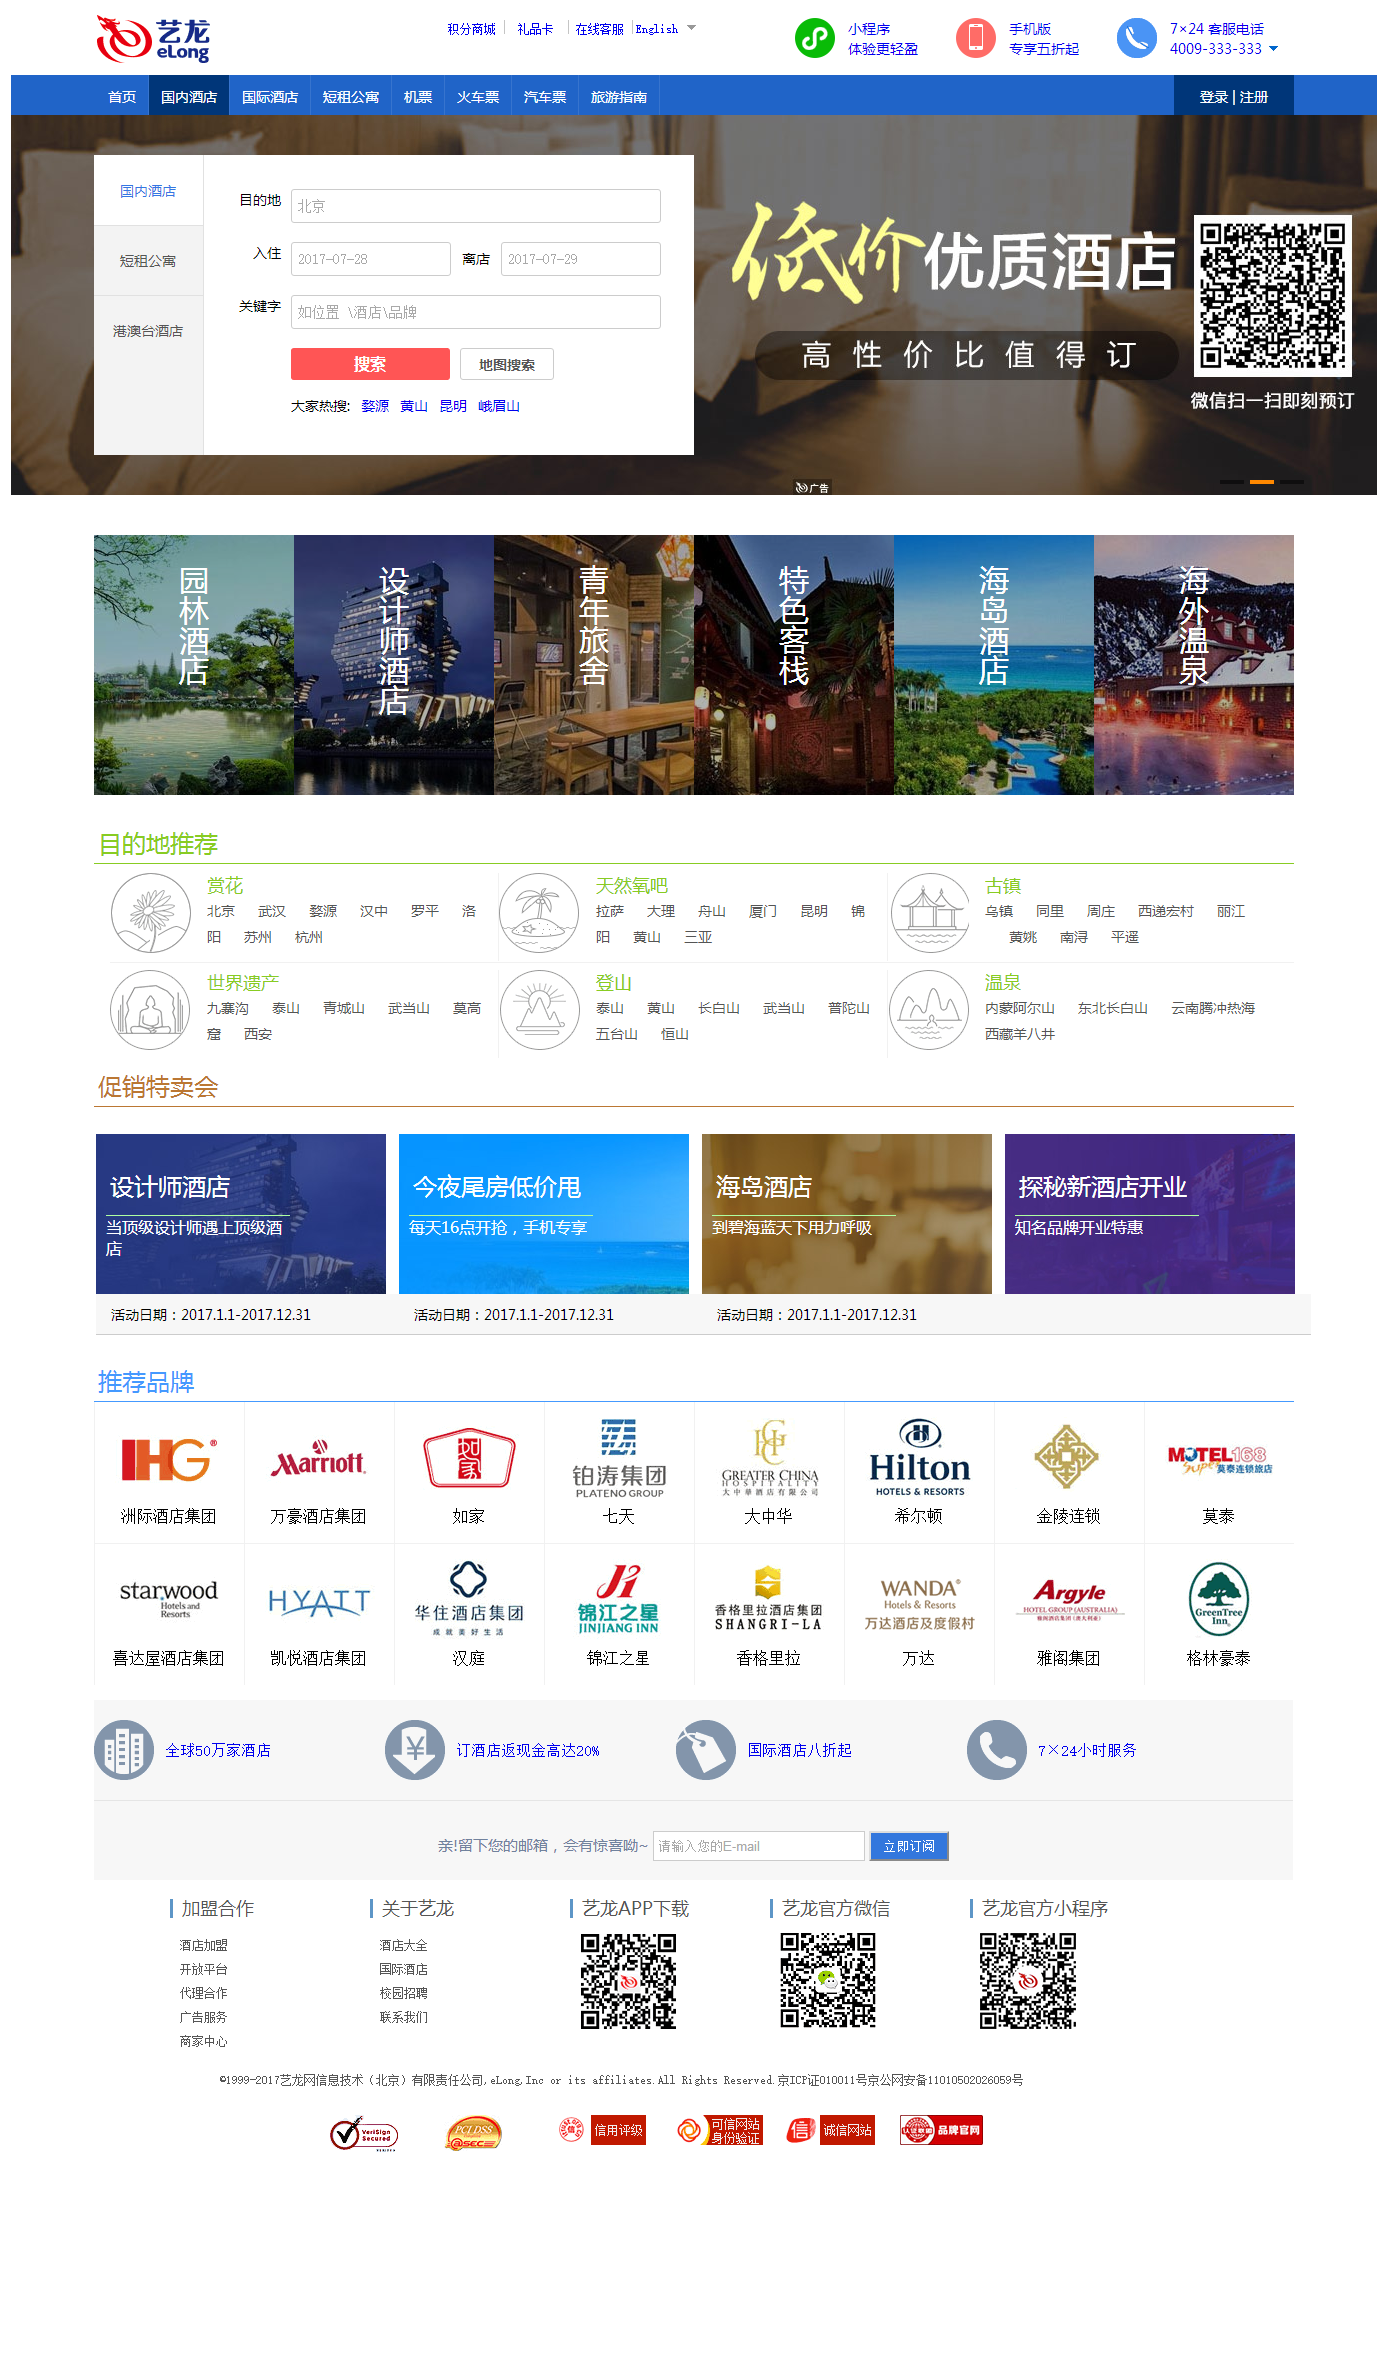 艺龙
eLong
积分商城 礼品卡 在线客服 English
小程序
体验更轻盈
手机版
专享五折起
7×24 客服电话
4009-333-333
首页 国内酒店 国际酒店 短租公寓 机票 火车票 汽车票 旅游指南 登录 | 注册
国内酒店
短租公寓
港澳台酒店
目的地 北京
入住 2017-07-28 离店 2017-07-29
关键字 如位置 \酒店\品牌
搜索 地图搜索
大家热搜: 婺源 黄山 昆明 峨眉山
低价优质酒店
高性价比值得订
微信扫一扫即刻预订
广告
园林酒店
设计师酒店
青年旅舍
特色客栈
海岛酒店
海外温泉
目的地推荐
赏花
北京 武汉 婺源 汉中 罗平 洛
阳 苏州 杭州
天然氧吧
拉萨 大理 舟山 厦门 昆明 锦
阳 黄山 三亚
古镇
乌镇 同里 周庄 西递宏村 丽江
黄姚 南浔 平遥
世界遗产
九寨沟 泰山 青城山 武当山 莫高
窟 西安
登山
泰山 黄山 长白山 武当山 普陀山
五台山 恒山
温泉
内蒙阿尔山 东北长白山 云南腾冲热海
西藏羊八井
促销特卖会
设计师酒店
当顶级设计师遇上顶级酒
店
今夜尾房低价甩
每天16点开抢，手机专享
海岛酒店
到碧海蓝天下用力呼吸
探秘新酒店开业
知名品牌开业特惠
活动日期：2017.1.1-2017.12.31
活动日期：2017.1.1-2017.12.31
活动日期：2017.1.1-2017.12.31
推荐品牌
IHG®
洲际酒店集团
Marriott
万豪酒店集团
如家
如家
铂涛集团
PLATENO GROUP
七天
GREATER CHINA
HOSPITALITY
大中华酒店有限公司
大中华
Hilton
HOTELS & RESORTS
希尔顿
金陵连锁
MOTEL168
Super 莫泰连锁旅店
莫泰
starwood
Hotels and
Resorts
喜达屋酒店集团
HYATT
凯悦酒店集团
华住酒店集团
成就美好生活
汉庭
锦江之星
JINJIANG INN
锦江之星
香格里拉酒店集团
SHANGRI-LA
香格里拉
WANDA®
Hotels & Resorts
万达酒店及度假村
万达
Argyle
HOTEL GROUP (AUSTRALIA)
雅阁集团
GreenTree
Inn
格林豪泰
全球50万家酒店
订酒店返现金高达20%
国际酒店八折起
7×24小时服务
亲!留下您的邮箱，会有惊喜呦~ 请输入您的E-mail 立即订阅
加盟合作
酒店加盟
开放平台
代理合作
广告服务
商家中心
关于艺龙
酒店大全
国际酒店
校园招聘
联系我们
艺龙APP下载
艺龙官方微信
艺龙官方小程序
©1999-2017艺龙网信息技术（北京）有限责任公司,eLong,Inc or its affiliates.All Rights Reserved.京ICP证010011号京公网安备11010502026059号
VeriSign
Secured
信用评级
可信网站
身份验证
诚信网站
品牌官网